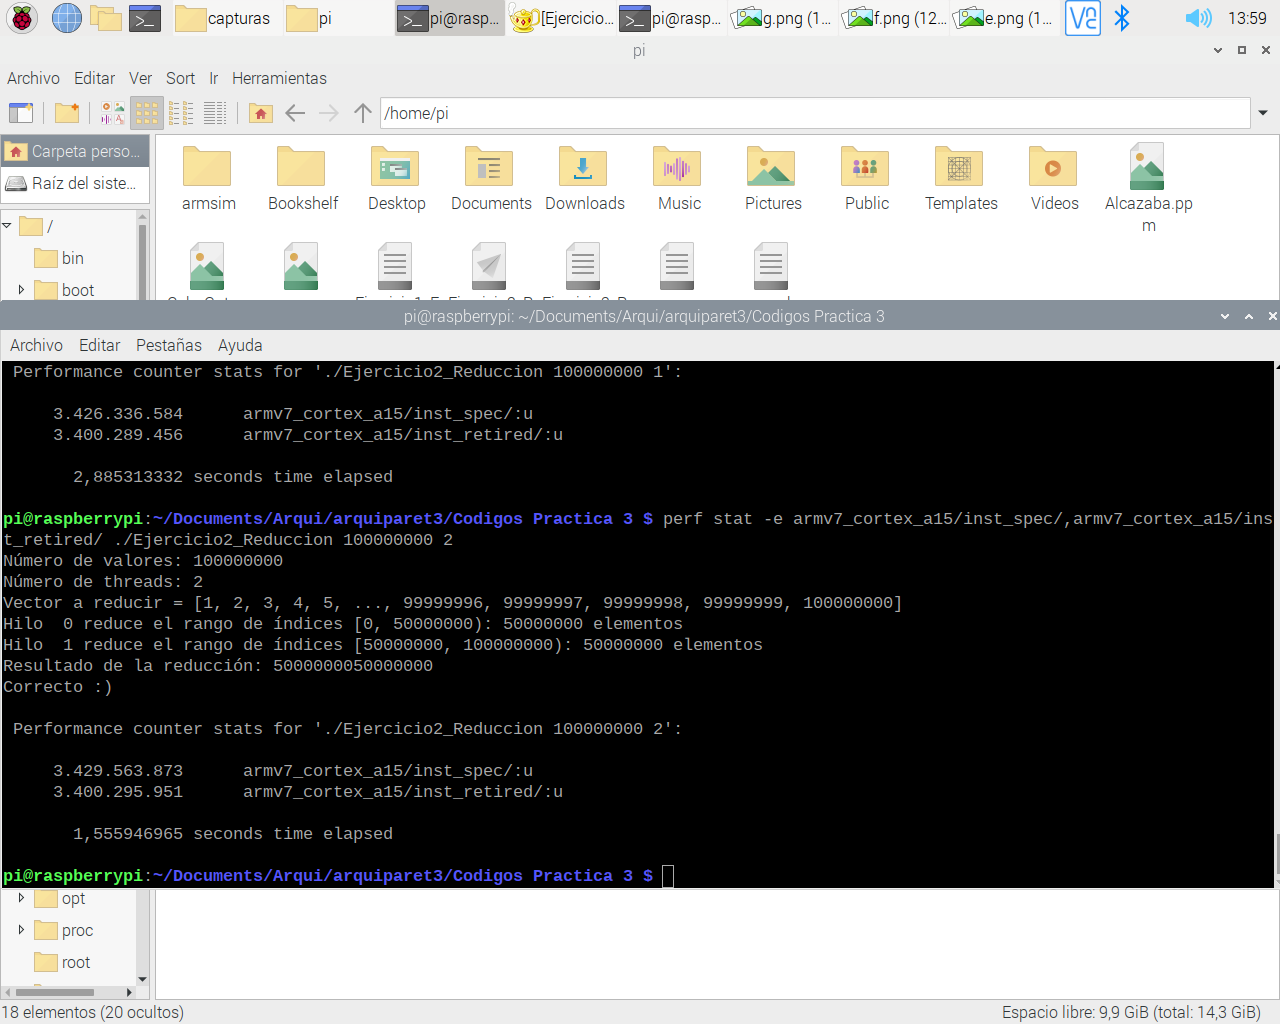 capturas
pi
pi@rasp...
[Ejercicio...
pi@rasp...
g.png (1...
f.png (12...
e.png (1...
13:59
pi
Archivo Editar Ver Sort Ir Herramientas
/home/pi
Carpeta perso...
Raíz del siste...
/
bin
boot
armsim
Bookshelf
Desktop
Documents
Downloads
Music
Pictures
Public
Templates
Videos
Alcazaba.pp
m
pi@raspberrypi: ~/Documents/Arqui/arquiparet3/Codigos Practica 3
Archivo Editar Pestañas Ayuda
Performance counter stats for './Ejercicio2_Reduccion 100000000 1':
3.426.336.584 armv7_cortex_a15/inst_spec/:u
3.400.289.456 armv7_cortex_a15/inst_retired/:u
2,885313332 seconds time elapsed
pi@raspberrypi:~/Documents/Arqui/arquiparet3/Codigos Practica 3 $ perf stat -e armv7_cortex_a15/inst_spec/,armv7_cortex_a15/ins
t_retired/ ./Ejercicio2_Reduccion 100000000 2
Número de valores: 100000000
Número de threads: 2
Vector a reducir = [1, 2, 3, 4, 5, ..., 99999996, 99999997, 99999998, 99999999, 100000000]
Hilo  0 reduce el rango de índices [0, 50000000): 50000000 elementos
Hilo  1 reduce el rango de índices [50000000, 100000000): 50000000 elementos
Resultado de la reducción: 5000000050000000
Correcto :)
Performance counter stats for './Ejercicio2_Reduccion 100000000 2':
3.429.563.873 armv7_cortex_a15/inst_spec/:u
3.400.295.951 armv7_cortex_a15/inst_retired/:u
1,555946965 seconds time elapsed
pi@raspberrypi:~/Documents/Arqui/arquiparet3/Codigos Practica 3 $
opt
proc
root
18 elementos (20 ocultos)
Espacio libre: 9,9 GiB (total: 14,3 GiB)